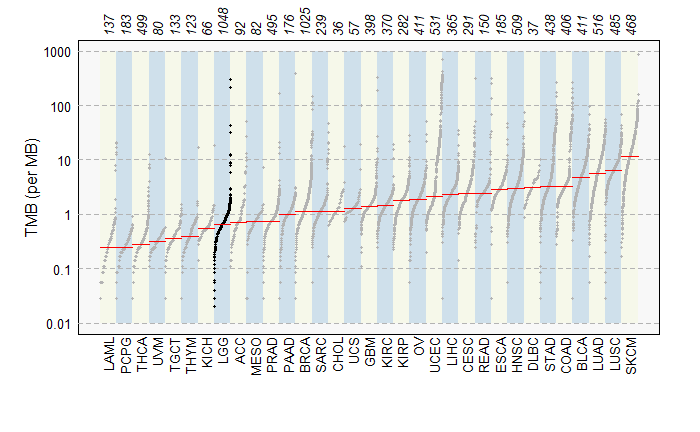 137 183 499 80 133 123 66 1048 92 82 495 176 1025 239 36 57 398 370 282 411 531 365 291 150 185 509 37 438 406 411 516 485 468
1000
100
10
1
0.1
0.01
TMB (per MB)
LAML PCPG THCA UVM TGCT THYM KICH LGG ACC MESO PRAD PAAD BRCA SARC CHOL UCS GBM KIRC KIRP OV UCEC LIHC CESC READ ESCA HNSC DLBC STAD COAD BLCA LUAD LUSC SKCM